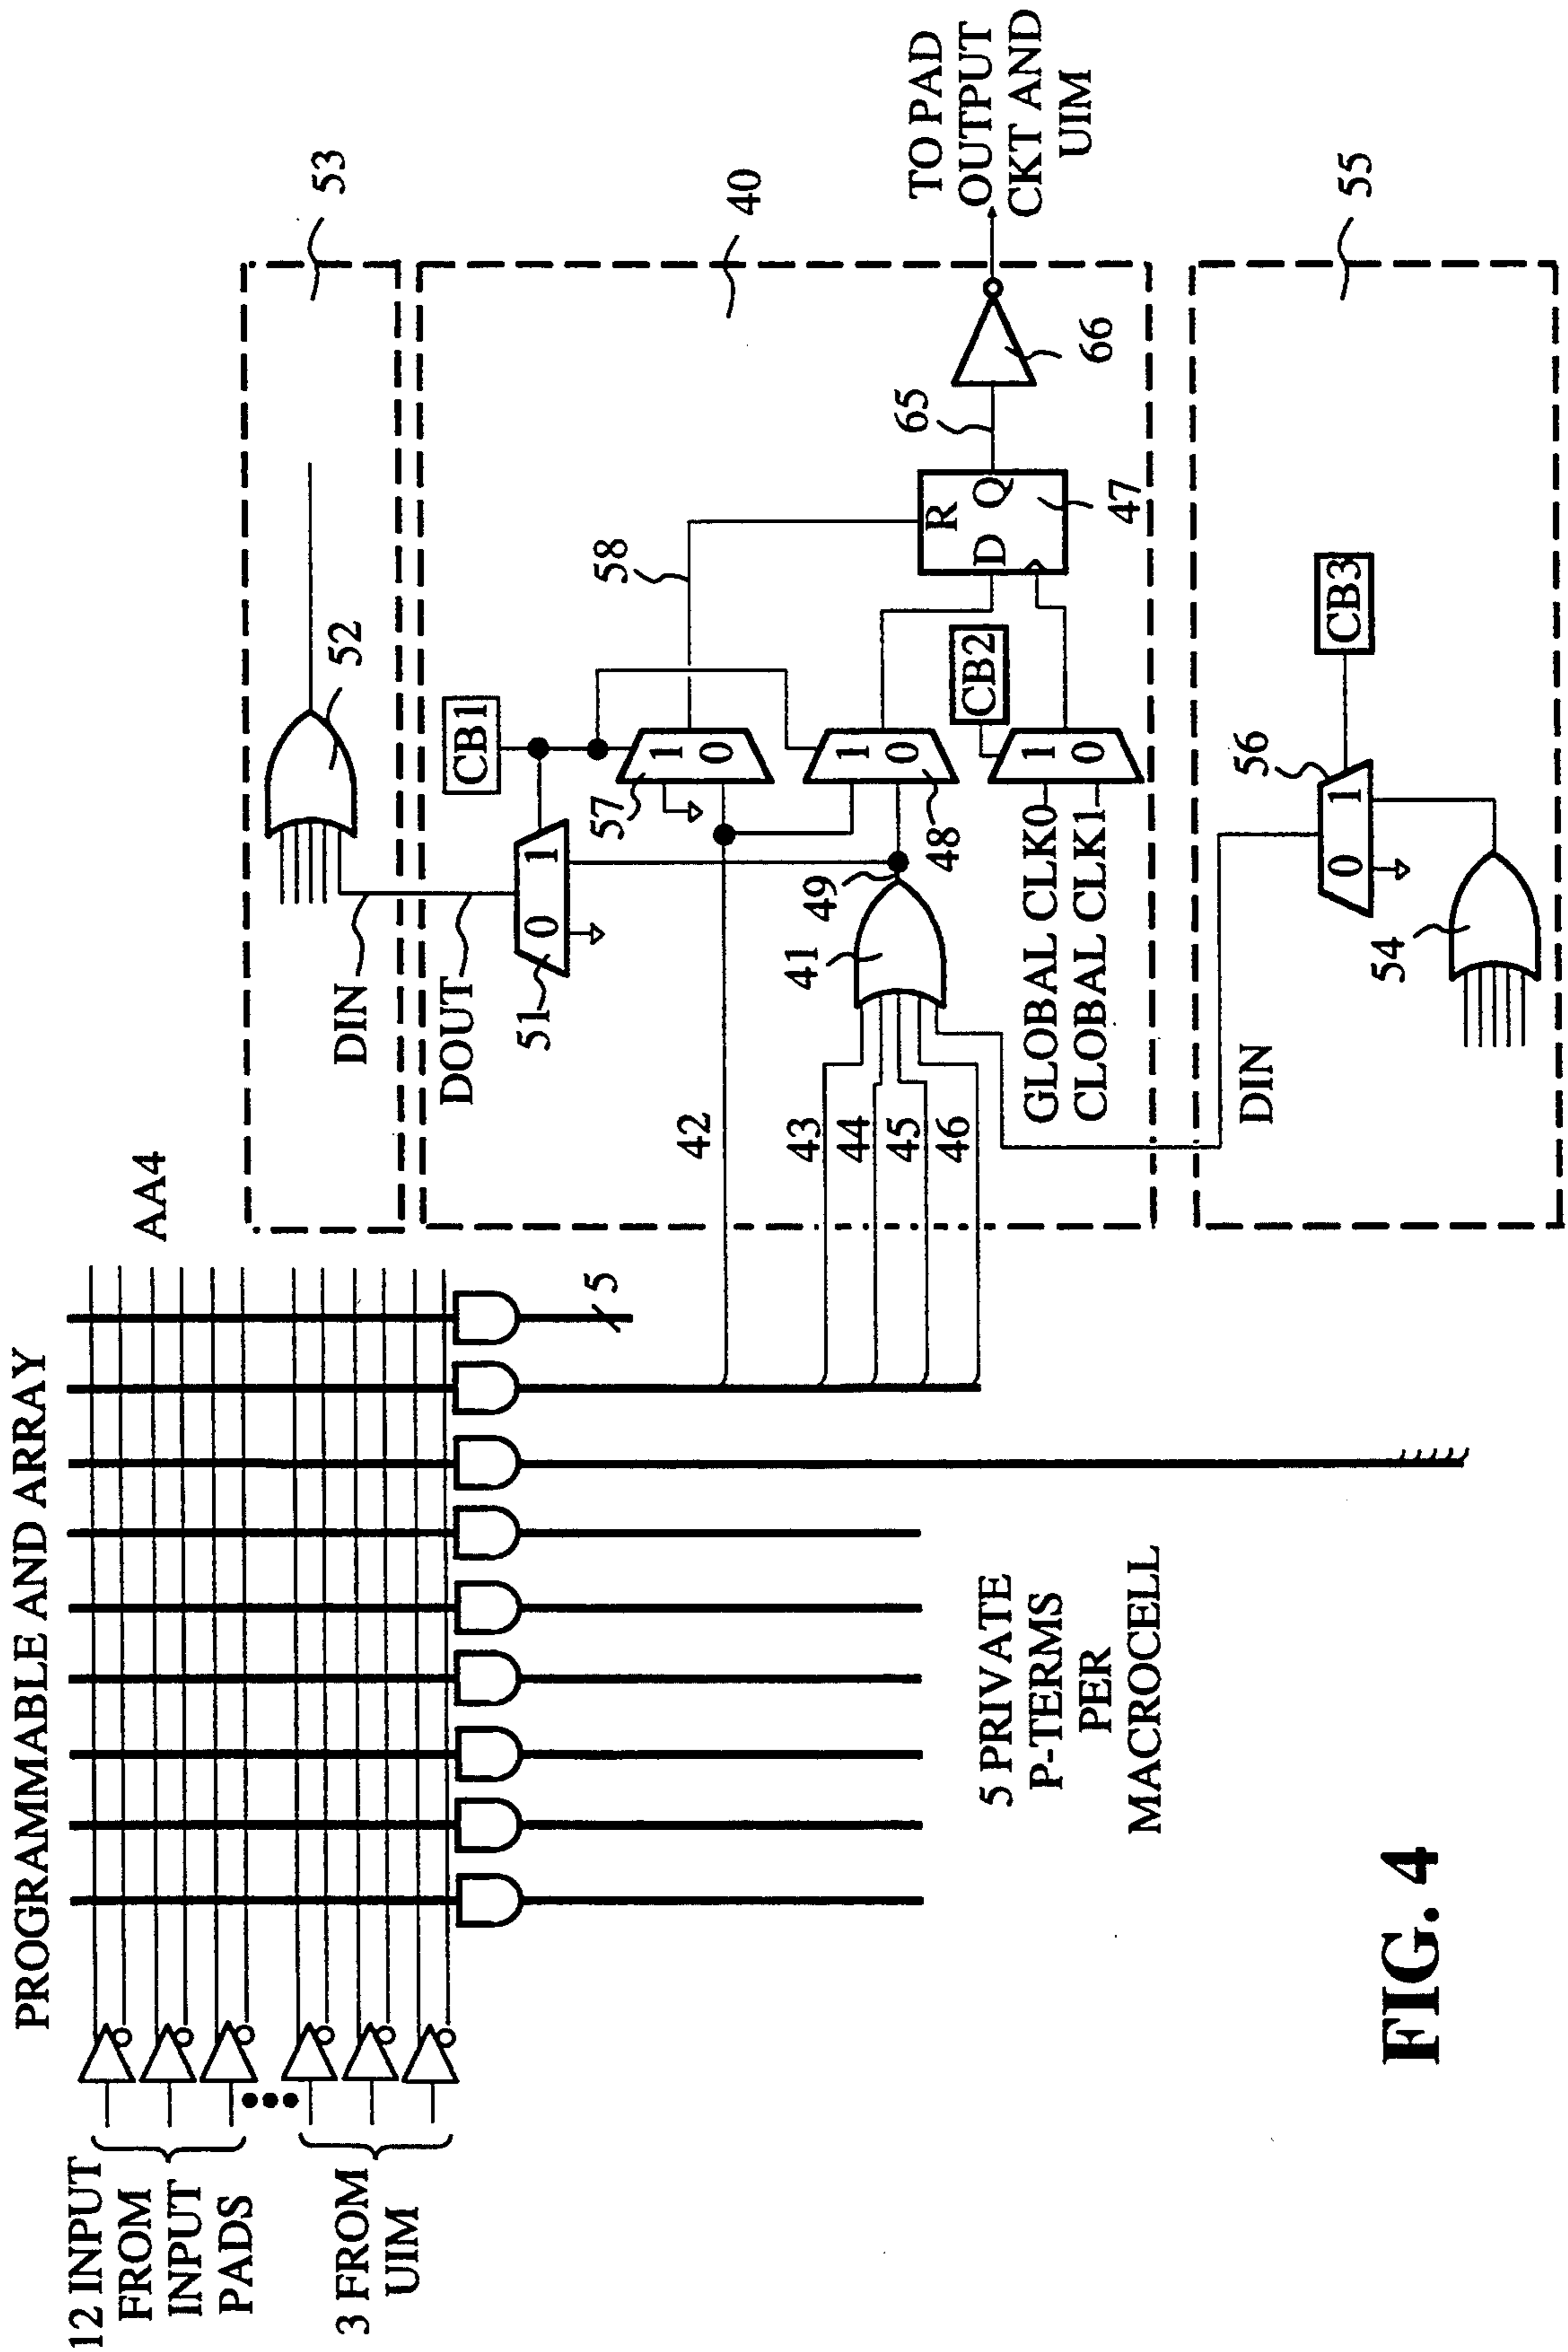 PROGRAMMABLE AND ARRAY
AA4
12 INPUT
FROM
INPUT
PADS
3 FROM
UIM
5
5 PRIVATE
P-TERMS
PER
MACROCELL
53
52
DIN
DOUT
40
CB1
51
57
1
0
58
1
0
42
43
44
45
46
41
49
48
1
0
CB2
1
0
GLOBAL CLK0
CLOBAL CLK1
R
D
Q
47
65
66
TO PAD
OUTPUT
CKT AND
UIM
55
DIN
CB3
56
0
1
54
FIG. 4